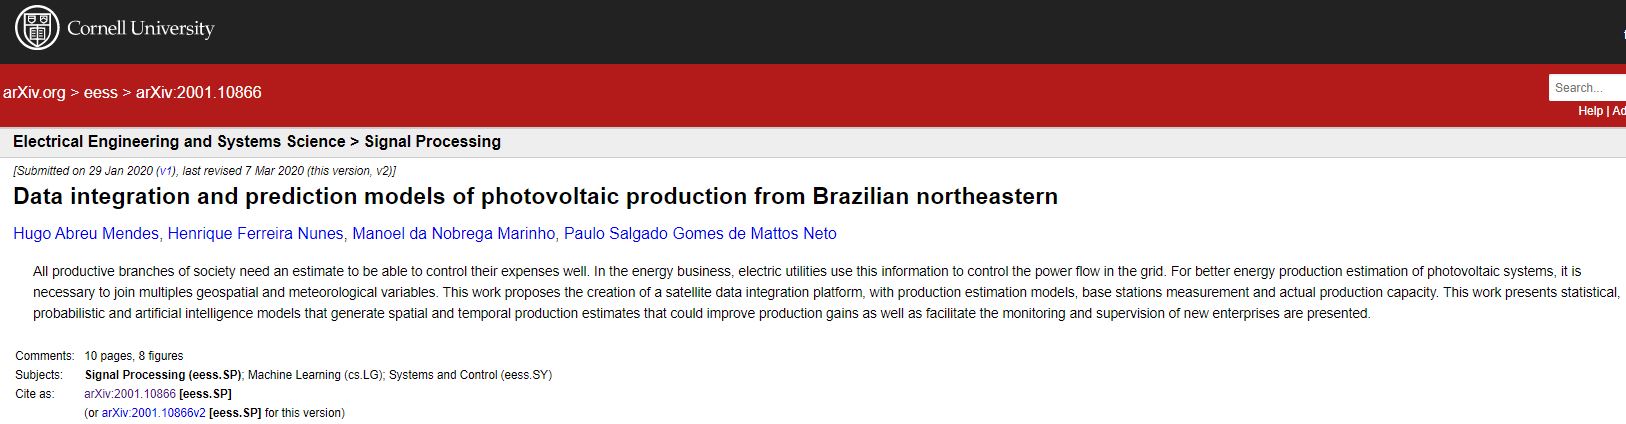 Cornell University
arXiv.org > eess > arXiv:2001.10866
Search...
Help | Ad
Electrical Engineering and Systems Science > Signal Processing
[Submitted on 29 Jan 2020 (v1), last revised 7 Mar 2020 (this version, v2)]
Data integration and prediction models of photovoltaic production from Brazilian northeastern
Hugo Abreu Mendes, Henrique Ferreira Nunes, Manoel da Nobrega Marinho, Paulo Salgado Gomes de Mattos Neto
All productive branches of society need an estimate to be able to control their expenses well. In the energy business, electric utilities use this information to control the power flow in the grid. For better energy production estimation of photovoltaic systems, it is
necessary to join multiples geospatial and meteorological variables. This work proposes the creation of a satellite data integration platform, with production estimation models, base stations measurement and actual production capacity. This work presents statistical,
probabilistic and artificial intelligence models that generate spatial and temporal production estimates that could improve production gains as well as facilitate the monitoring and supervision of new enterprises are presented.
Comments: 10 pages, 8 figures
Subjects: Signal Processing (eess.SP); Machine Learning (cs.LG); Systems and Control (eess.SY)
Cite as: arXiv:2001.10866 [eess.SP]
(or arXiv:2001.10866v2 [eess.SP] for this version)